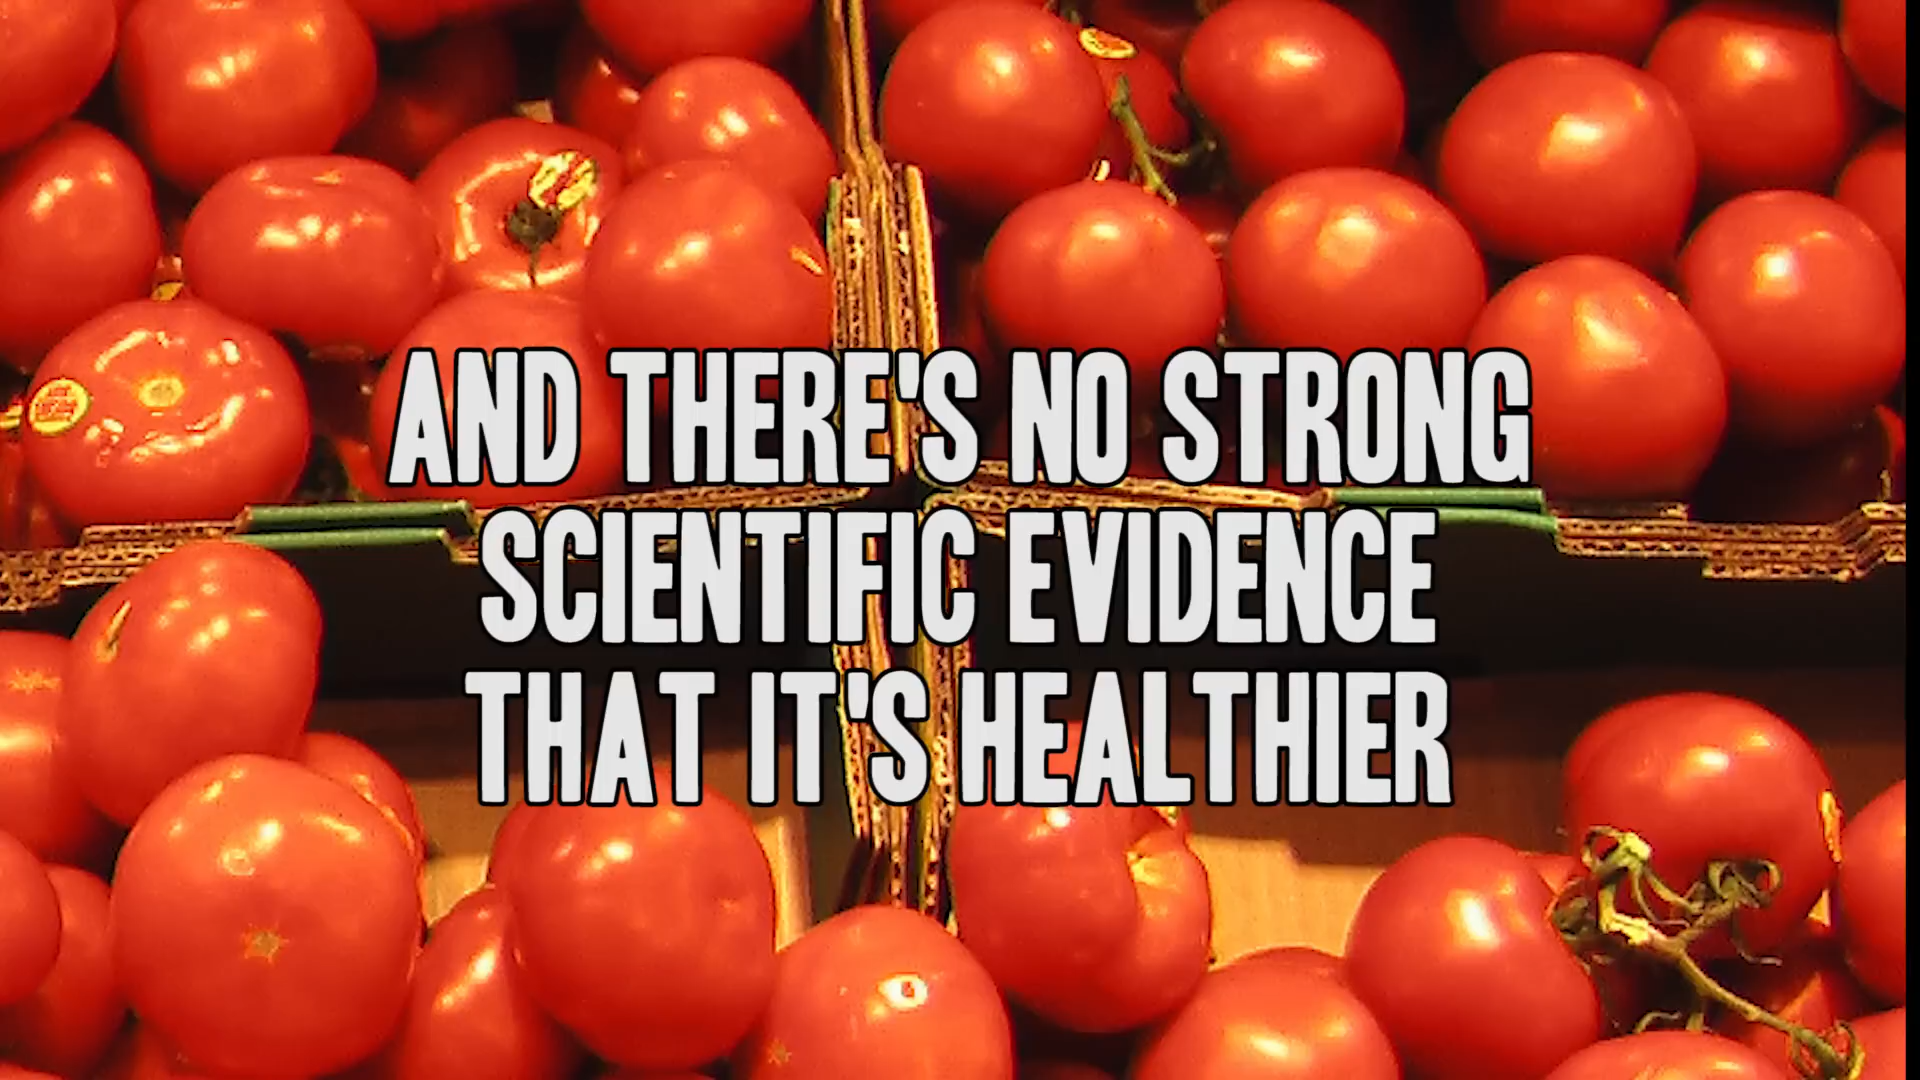 AND THERE'S NO STRONG
SCIENTIFIC EVIDENCE
THAT IT'S HEALTHIER